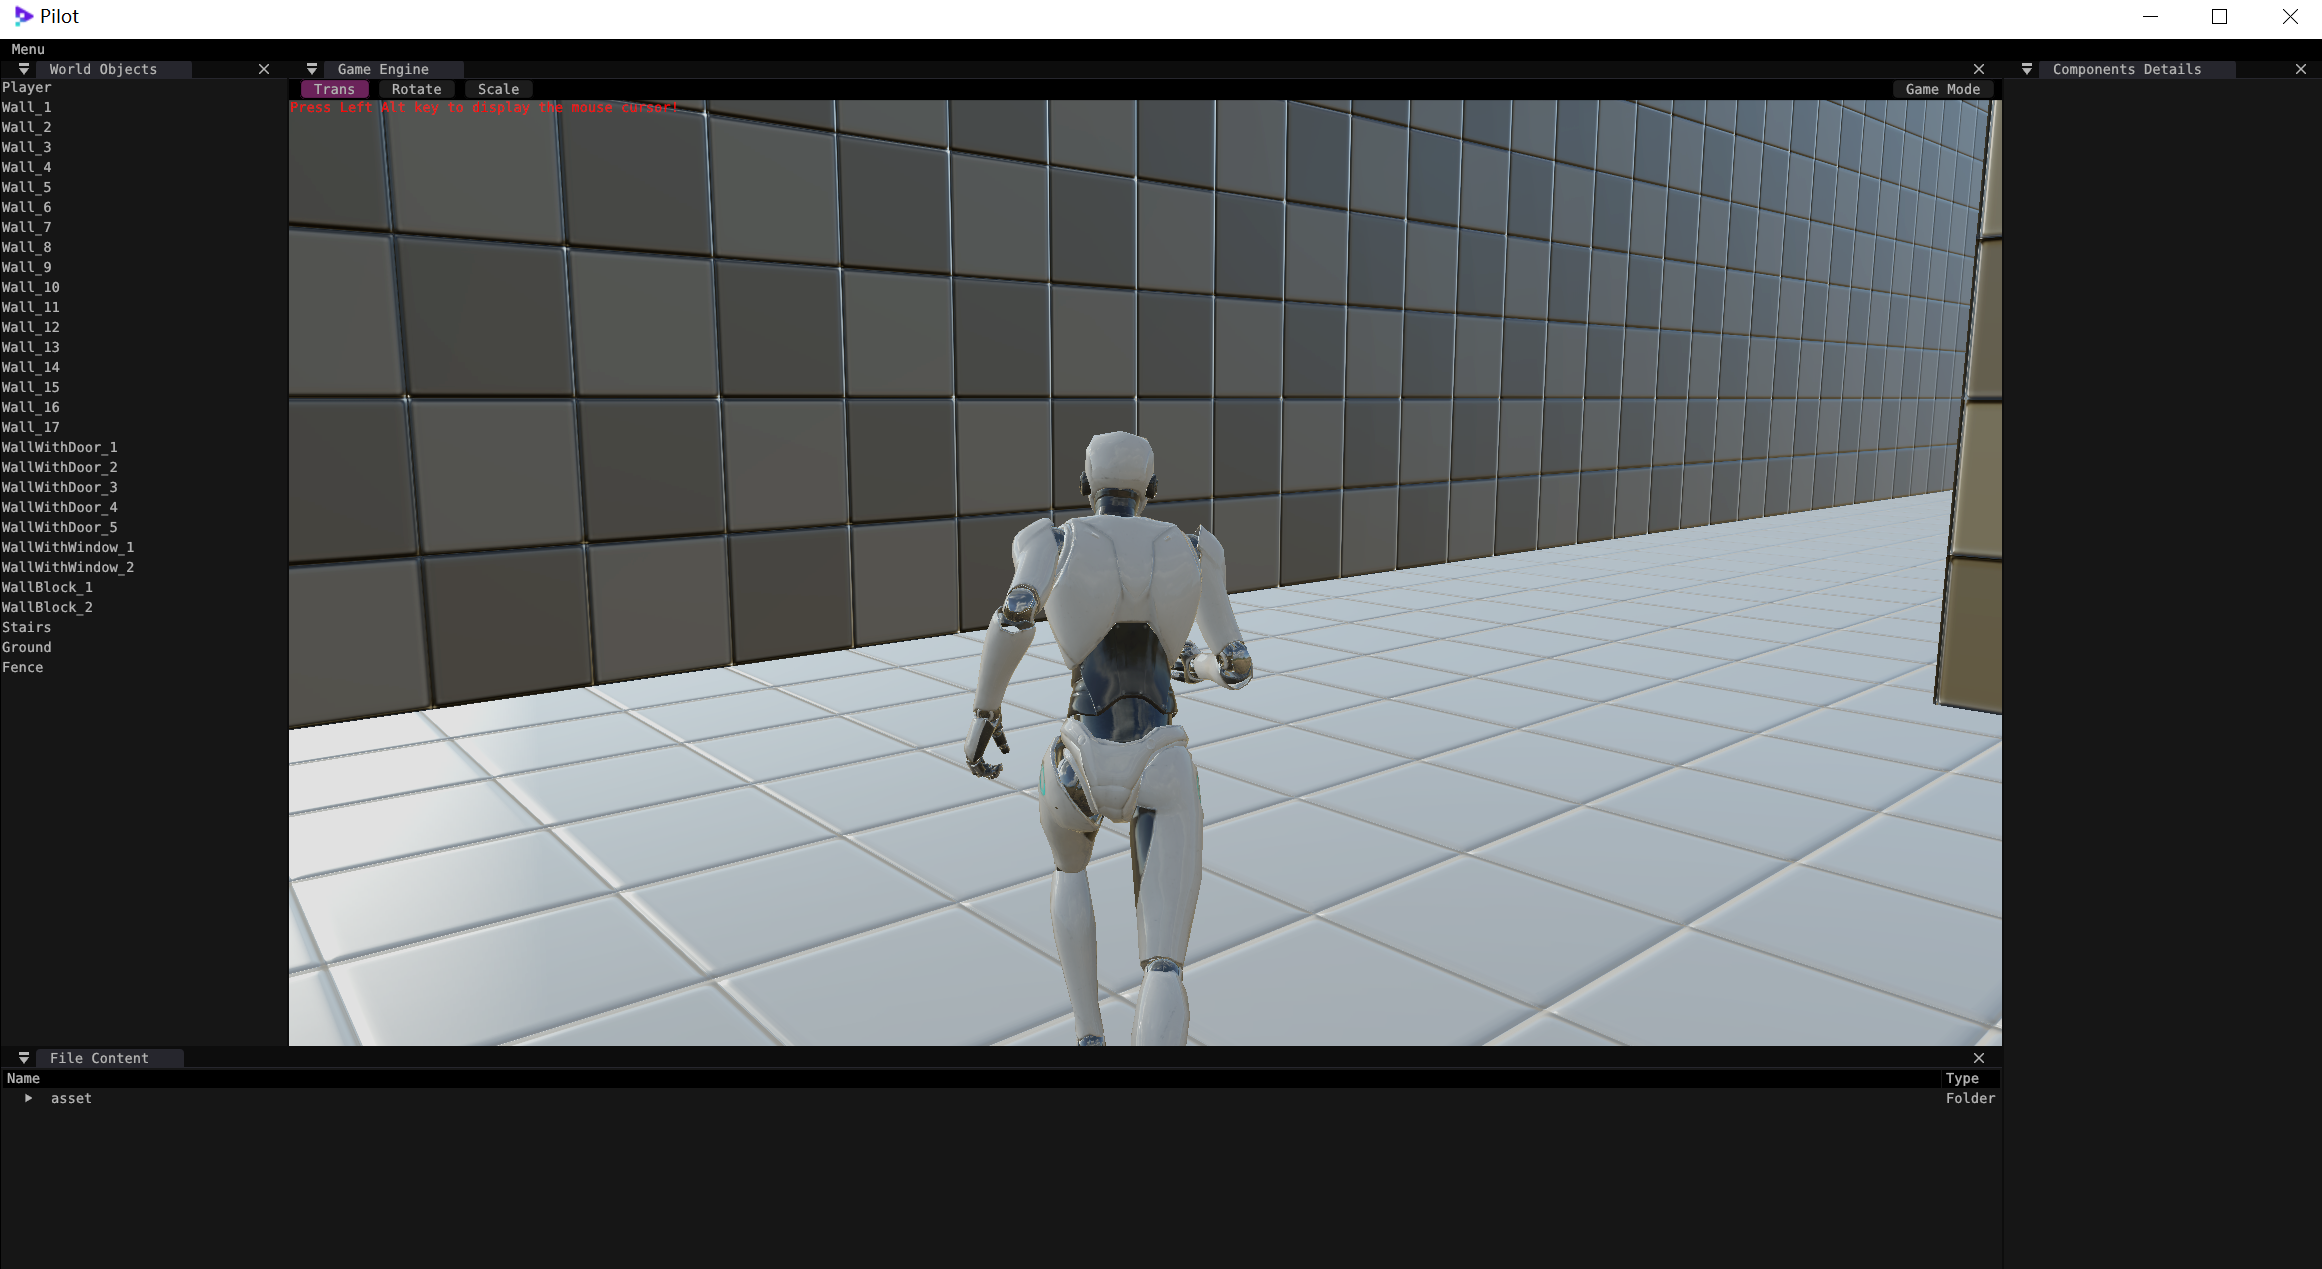 Pilot
Menu
World Objects
Game Engine
Components Details
Trans Rotate Scale Game Mode
Press Left Alt key to display the mouse cursor!
Player
Wall_1
Wall_2
Wall_3
Wall_4
Wall_5
Wall_6
Wall_7
Wall_8
Wall_9
Wall_10
Wall_11
Wall_12
Wall_13
Wall_14
Wall_15
Wall_16
Wall_17
WallWithDoor_1
WallWithDoor_2
WallWithDoor_3
WallWithDoor_4
WallWithDoor_5
WallWithWindow_1
WallWithWindow_2
WallBlock_1
WallBlock_2
Stairs
Ground
Fence
File Content
Name Type
asset Folder